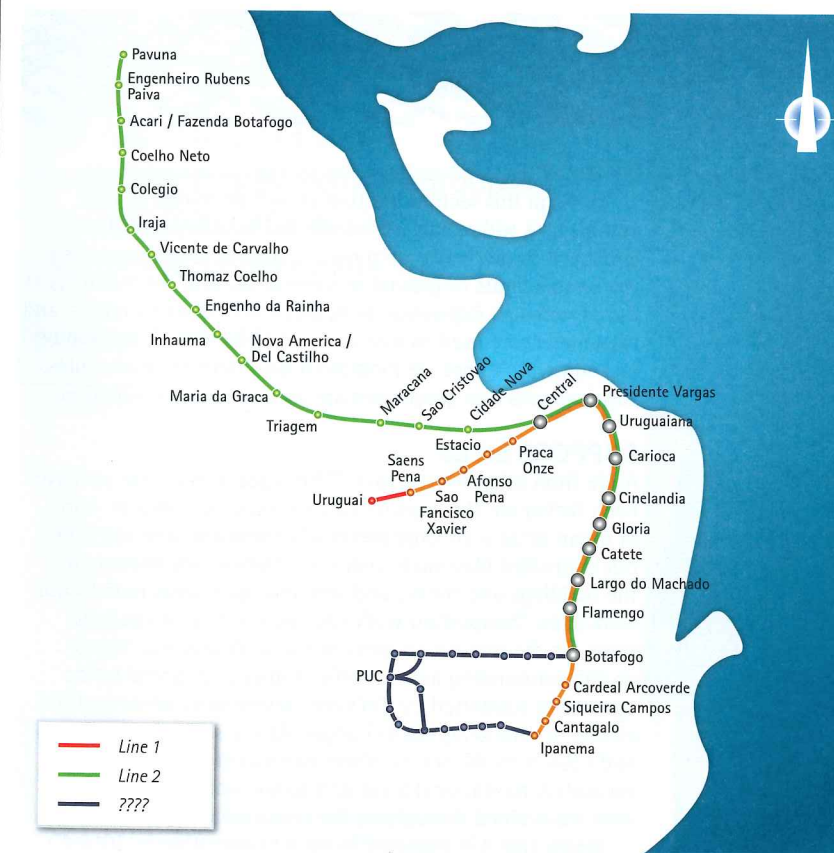 Pavuna
Engenheiro Rubens
Paiva
Acari / Fazenda Botafogo
Coelho Neto
Colegio
Iraja
Vicente de Carvalho
Thomaz Coelho
Engenho da Rainha
Inhauma
Nova America /
Del Castilho
Maria da Graca
Triagem
Maracana
Sao Cristovao
Cidade Nova
Central
Presidente Vargas
Uruguaiana
Carioca
Estacio
Praca
Onze
Saens
Pena
Afonso
Pena
Sao
Fancisco
Xavier
Uruguai
Cinelandia
Gloria
Catete
Largo do Machado
Flamengo
Botafogo
PUC
Cardeal Arcoverde
Siqueira Campos
Cantagalo
Ipanema
Line 1
Line 2
????